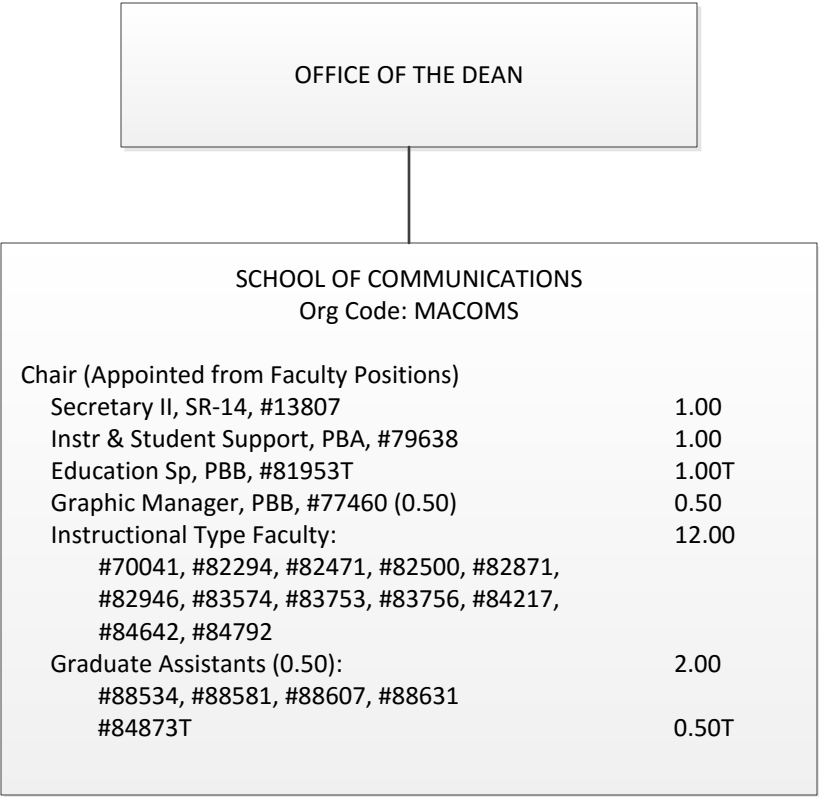 OFFICE OF THE DEAN
SCHOOL OF COMMUNICATIONS
Org Code: MACOMS
Chair (Appointed from Faculty Positions)
Secretary II, SR-14, #13807 1.00
Instr & Student Support, PBA, #79638 1.00
Education Sp, PBB, #81953T 1.00T
Graphic Manager, PBB, #77460 (0.50) 0.50
Instructional Type Faculty: 12.00
#70041, #82294, #82471, #82500, #82871,
#82946, #83574, #83753, #83756, #84217,
#84642, #84792
Graduate Assistants (0.50): 2.00
#88534, #88581, #88607, #88631
#84873T 0.50T